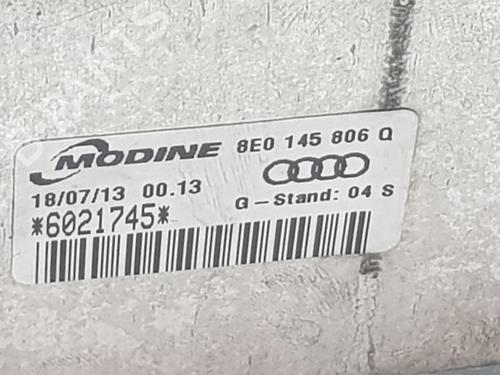 MODINE 8E0 145 806 Q
18/07/13 00.13
G-Stand: 04 S
*6021745*